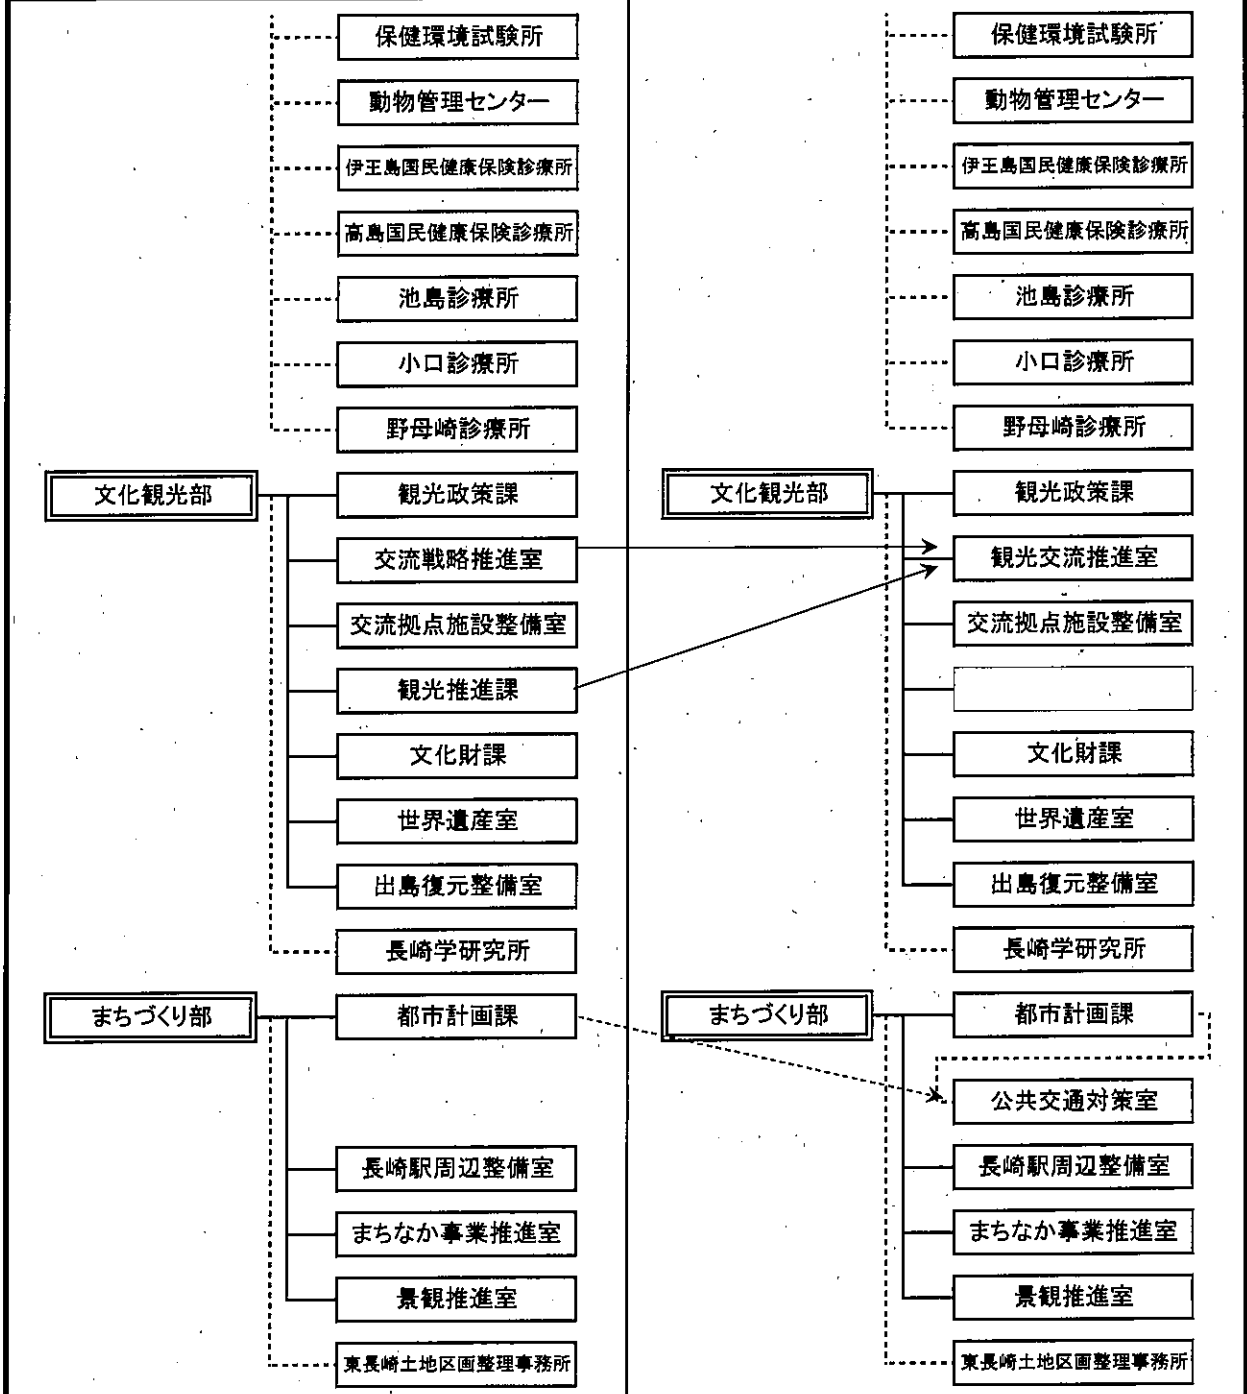 保健環境試験所
動物管理センター
伊王島国民健康保険診療所
高島国民健康保険診療所
池島診療所
小口診療所
野母崎診療所
文化観光部
観光政策課
交流戦略推進室
交流拠点施設整備室
観光推進課
文化財課
世界遺産室
出島復元整備室
長崎学研究所
まちづくり部
都市計画課
長崎駅周辺整備室
まちなか事業推進室
景観推進室
東長崎土地区画整理事務所
保健環境試験所
動物管理センター
伊王島国民健康保険診療所
高島国民健康保険診療所
池島診療所
小口診療所
野母崎診療所
文化観光部
観光政策課
観光交流推進室
交流拠点施設整備室
文化財課
世界遺産室
出島復元整備室
長崎学研究所
まちづくり部
都市計画課
公共交通対策室
長崎駅周辺整備室
まちなか事業推進室
景観推進室
東長崎土地区画整理事務所